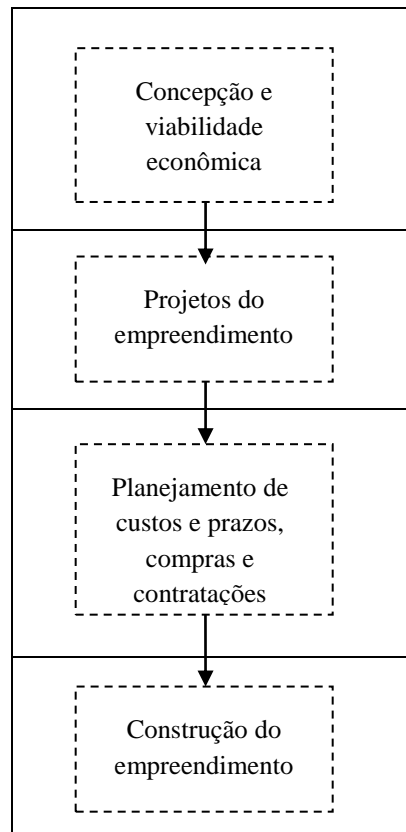 Concepção e
viabilidade
econômica
Projetos do
empreendimento
Planejamento de
custos e prazos,
compras e
contratações
Construção do
empreendimento